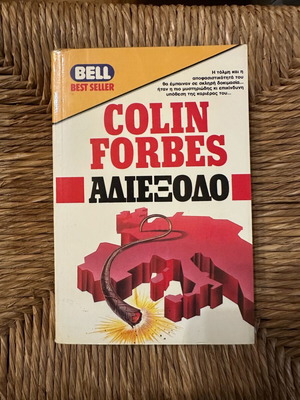 BELL
BEST SELLER
Η τόλμη και η
αποφασιστικότητά του
θα έμπαιναν σε σκληρή δοκιμασία...
ήταν η πιο μυστηριώδης κι επικίνδυνη
υπόθεση της καριέρας του...
COLIN
FORBES
ΑΔΙΕΞΟΔΟ